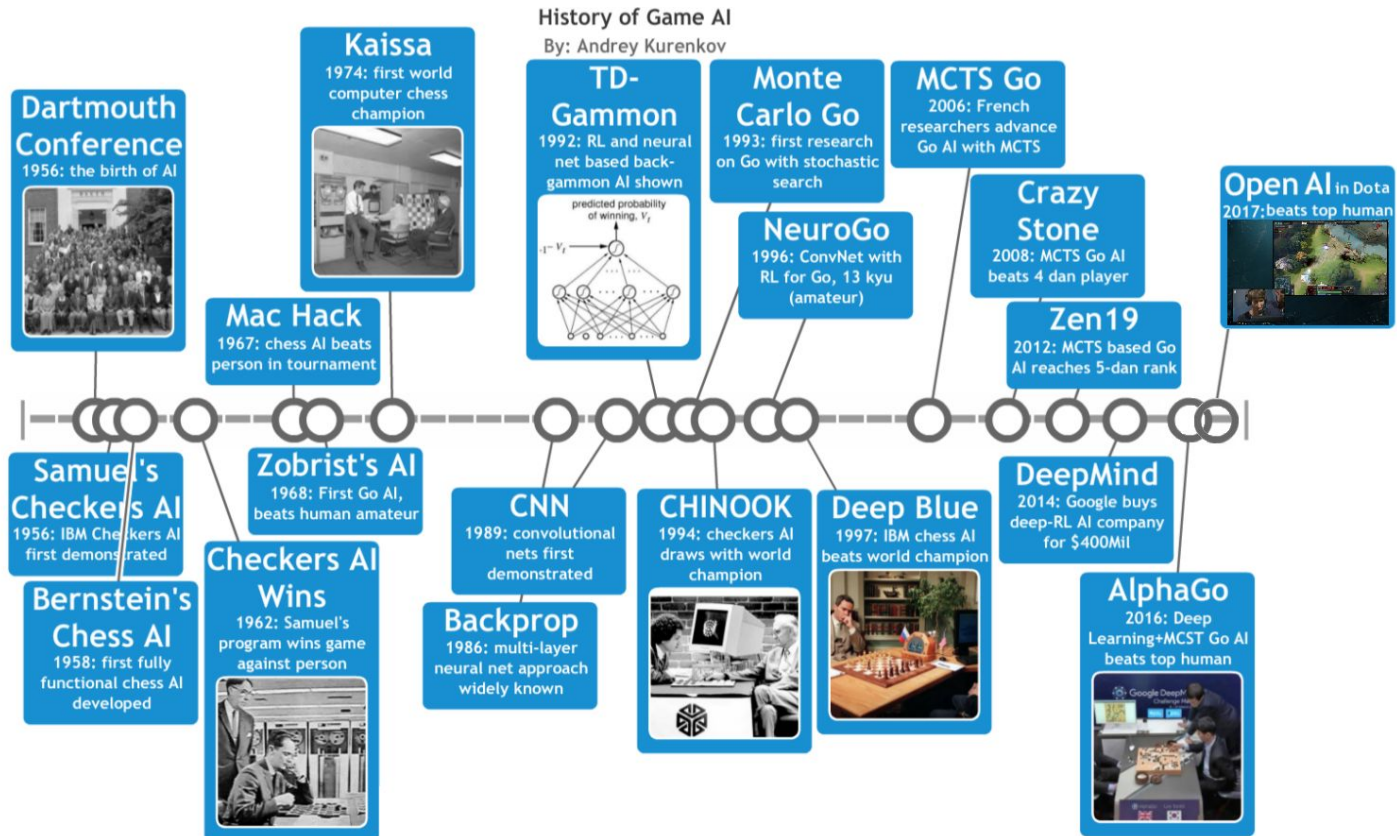 History of Game AI
By: Andrey Kurenkov
Dartmouth
Conference
1956: the birth of AI
Kaissa
1974: first world
computer chess
champion
TD-
Gammon
1992: RL and neural
net based back-
gammon AI shown
predicted probability
of winning, Vt
-1- Vt
Monte
Carlo Go
1993: first research
on Go with stochastic
search
MCTS Go
2006: French
researchers advance
Go AI with MCTS
Open AI in Dota
2017: beats top human
Crazy
Stone
2008: MCTS Go AI
beats 4 dan player
NeuroGo
1996: ConvNet with
RL for Go, 13 kyu
(amateur)
Mac Hack
1967: chess AI beats
person in tournament
Zen19
2012: MCTS based Go
AI reaches 5-dan rank
Samuel's
Checkers AI
1956: IBM Checkers AI
first demonstrated
Bernstein's
Chess AI
1958: first fully
functional chess AI
developed
Zobrist's AI
1968: First Go AI,
beats human amateur
Checkers AI
Wins
1962: Samuel's
program wins game
against person
CNN
1989: convolutional
nets first
demonstrated
Backprop
1986: multi-layer
neural net approach
widely known
CHINOOK
1994: checkers AI
draws with world
champion
Deep Blue
1997: IBM chess AI
beats world champion
DeepMind
2014: Google buys
deep-RL AI company
for $400Mil
AlphaGo
2016: Deep
Learning+MCST Go AI
beats top human
Google DeepMind